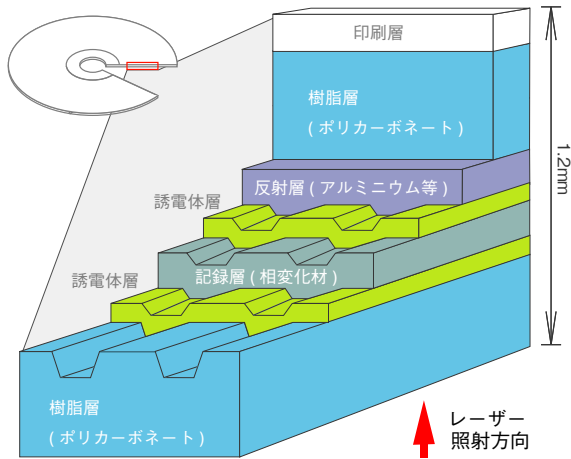 印刷層
樹脂層
(ポリカーボネート)
反射層(アルミニウム等)
誘電体層
記録層(相変化材)
誘電体層
樹脂層
(ポリカーボネート)
1.2mm
レーザー
照射方向